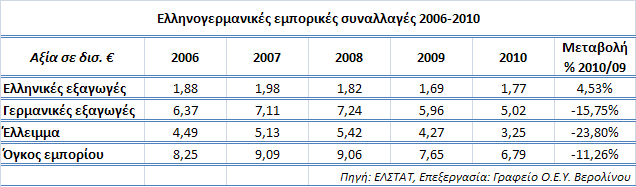 Ελληνογερμανικές εμπορικές συναλλαγές 2006-2010
Αξία σε δισ. € 2006 2007 2008 2009 2010 Μεταβολή % 2010/09
Ελληνικές εξαγωγές 1,88 1,98 1,82 1,69 1,77 4,53%
Γερμανικές εξαγωγές 6,37 7,11 7,24 5,96 5,02 -15,75%
Έλλειμμα 4,49 5,13 5,42 4,27 3,25 -23,80%
Όγκος εμπορίου 8,25 9,09 9,06 7,65 6,79 -11,26%
Πηγή: ΕΛΣΤΑΤ, Επεξεργασία: Γραφείο Ο.Ε.Υ. Βερολίνου